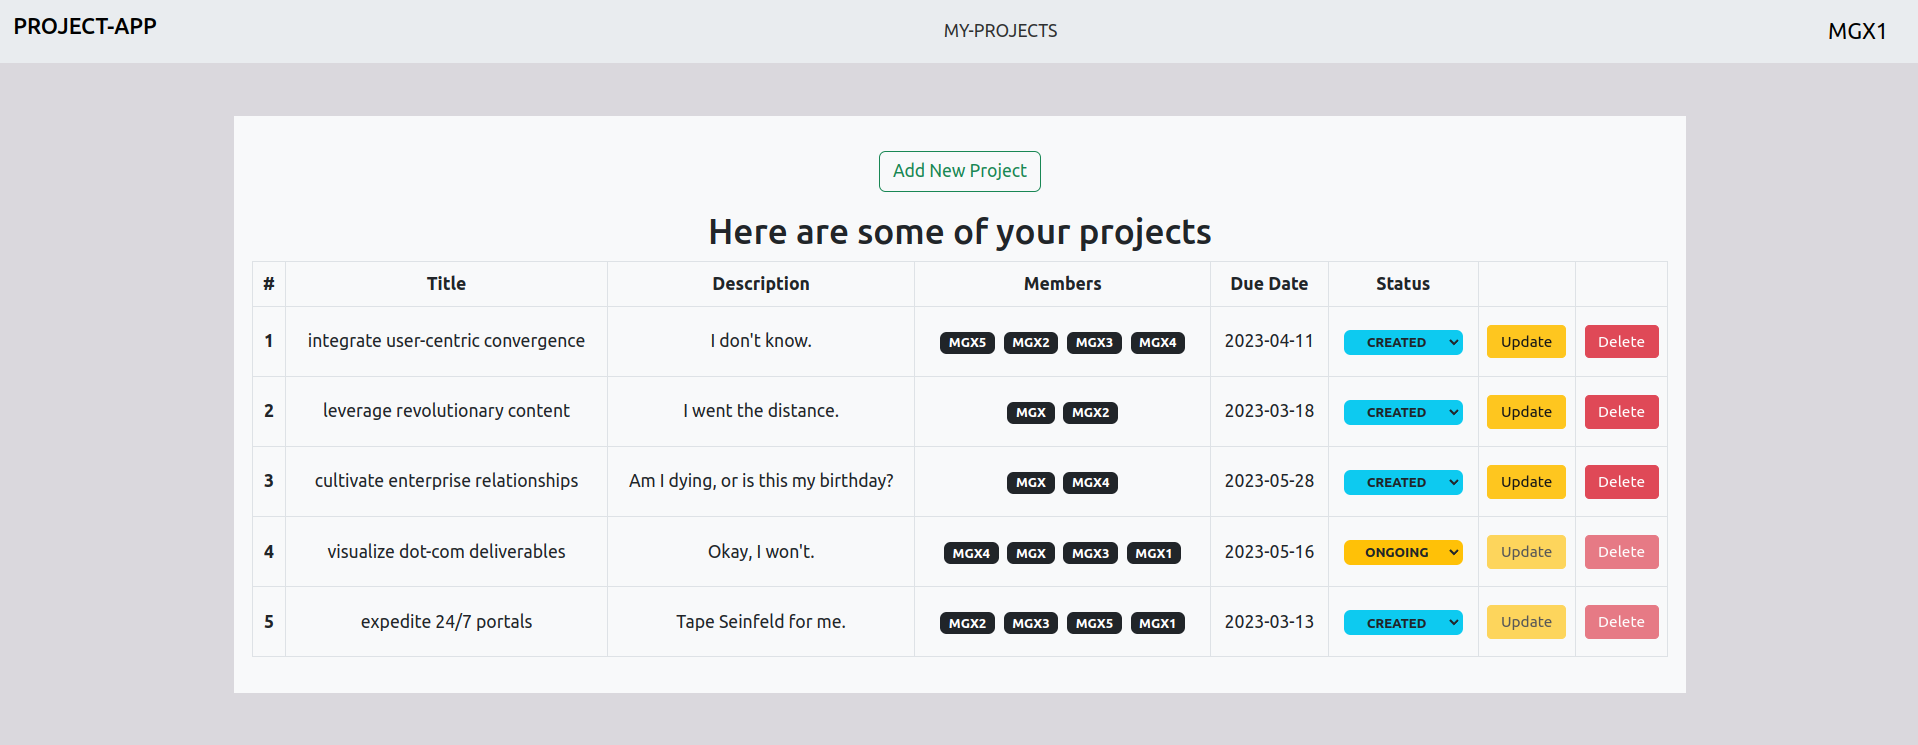 PROJECT-APP MY-PROJECTS MGX1
Add New Project
Here are some of your projects
# Title Description Members Due Date Status
1 integrate user-centric convergence I don't know. MGX5 MGX2 MGX3 MGX4 2023-04-11 CREATED Update Delete
2 leverage revolutionary content I went the distance. MGX MGX2 2023-03-18 CREATED Update Delete
3 cultivate enterprise relationships Am I dying, or is this my birthday? MGX MGX4 2023-05-28 CREATED Update Delete
4 visualize dot-com deliverables Okay, I won't. MGX4 MGX MGX3 MGX1 2023-05-16 ONGOING Update Delete
5 expedite 24/7 portals Tape Seinfeld for me. MGX2 MGX3 MGX5 MGX1 2023-03-13 CREATED Update Delete